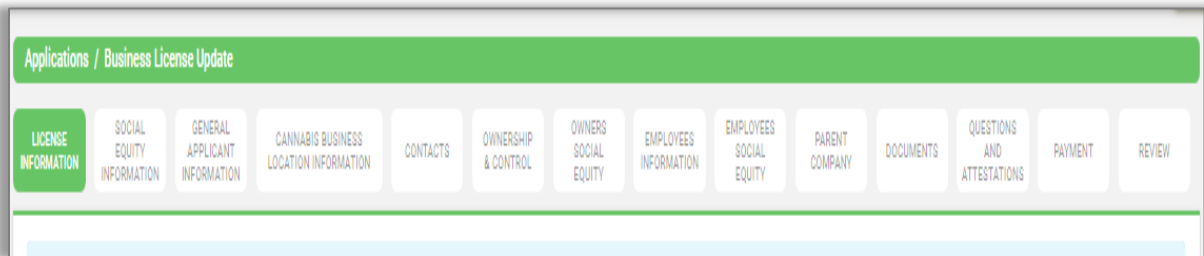 Applications / Business License Update
LICENSE
INFORMATION
SOCIAL
EQUITY
INFORMATION
GENERAL
APPLICANT
INFORMATION
CANNABIS BUSINESS
LOCATION INFORMATION
CONTACTS
OWNERSHIP
& CONTROL
OWNERS
SOCIAL
EQUITY
EMPLOYEES
INFORMATION
EMPLOYEES
SOCIAL
EQUITY
PARENT
COMPANY
DOCUMENTS
QUESTIONS
AND
ATTESTATIONS
PAYMENT
REVIEW